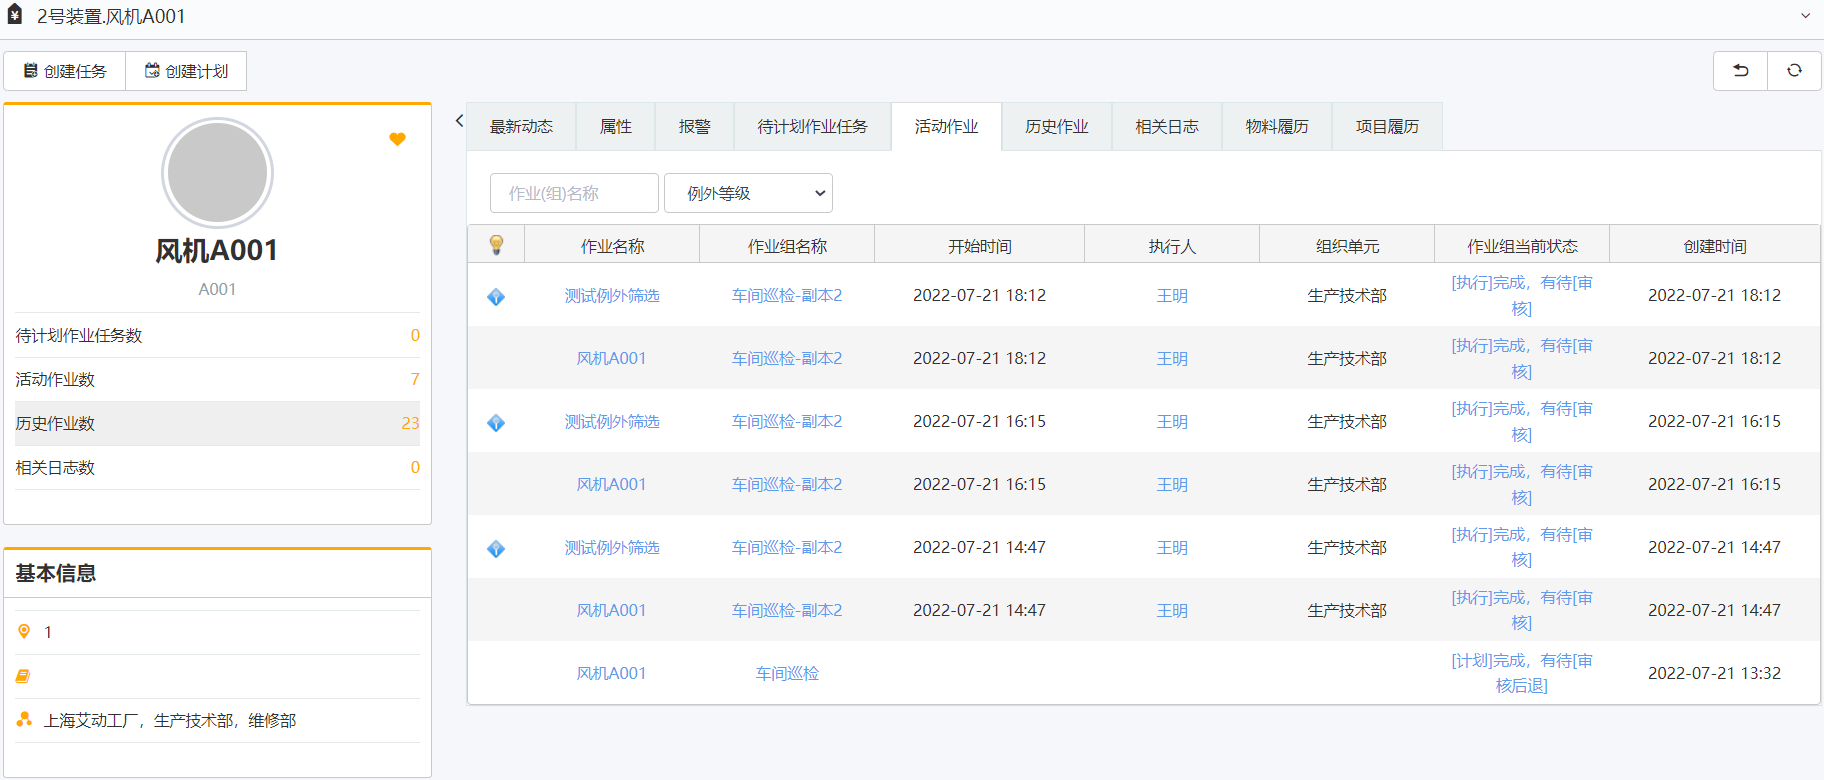 2号装置.风机A001
创建任务 创建计划
风机A001
A001
待计划作业任务数 0
活动作业数 7
历史作业数 23
相关日志数 0
基本信息
1
上海艾动工厂，生产技术部，维修部
最新动态 属性 报警 待计划作业任务 活动作业 历史作业 相关日志 物料履历 项目履历
作业(组)名称 例外等级
作业名称 作业组名称 开始时间 执行人 组织单元 作业组当前状态 创建时间
测试例外筛选 车间巡检-副本2 2022-07-21 18:12 王明 生产技术部 [执行]完成，有待[审核] 2022-07-21 18:12
风机A001 车间巡检-副本2 2022-07-21 18:12 王明 生产技术部 [执行]完成，有待[审核] 2022-07-21 18:12
测试例外筛选 车间巡检-副本2 2022-07-21 16:15 王明 生产技术部 [执行]完成，有待[审核] 2022-07-21 16:15
风机A001 车间巡检-副本2 2022-07-21 16:15 王明 生产技术部 [执行]完成，有待[审核] 2022-07-21 16:15
测试例外筛选 车间巡检-副本2 2022-07-21 14:47 王明 生产技术部 [执行]完成，有待[审核] 2022-07-21 14:47
风机A001 车间巡检-副本2 2022-07-21 14:47 王明 生产技术部 [执行]完成，有待[审核] 2022-07-21 14:47
风机A001 车间巡检 [计划]完成，有待[审核后退] 2022-07-21 13:32